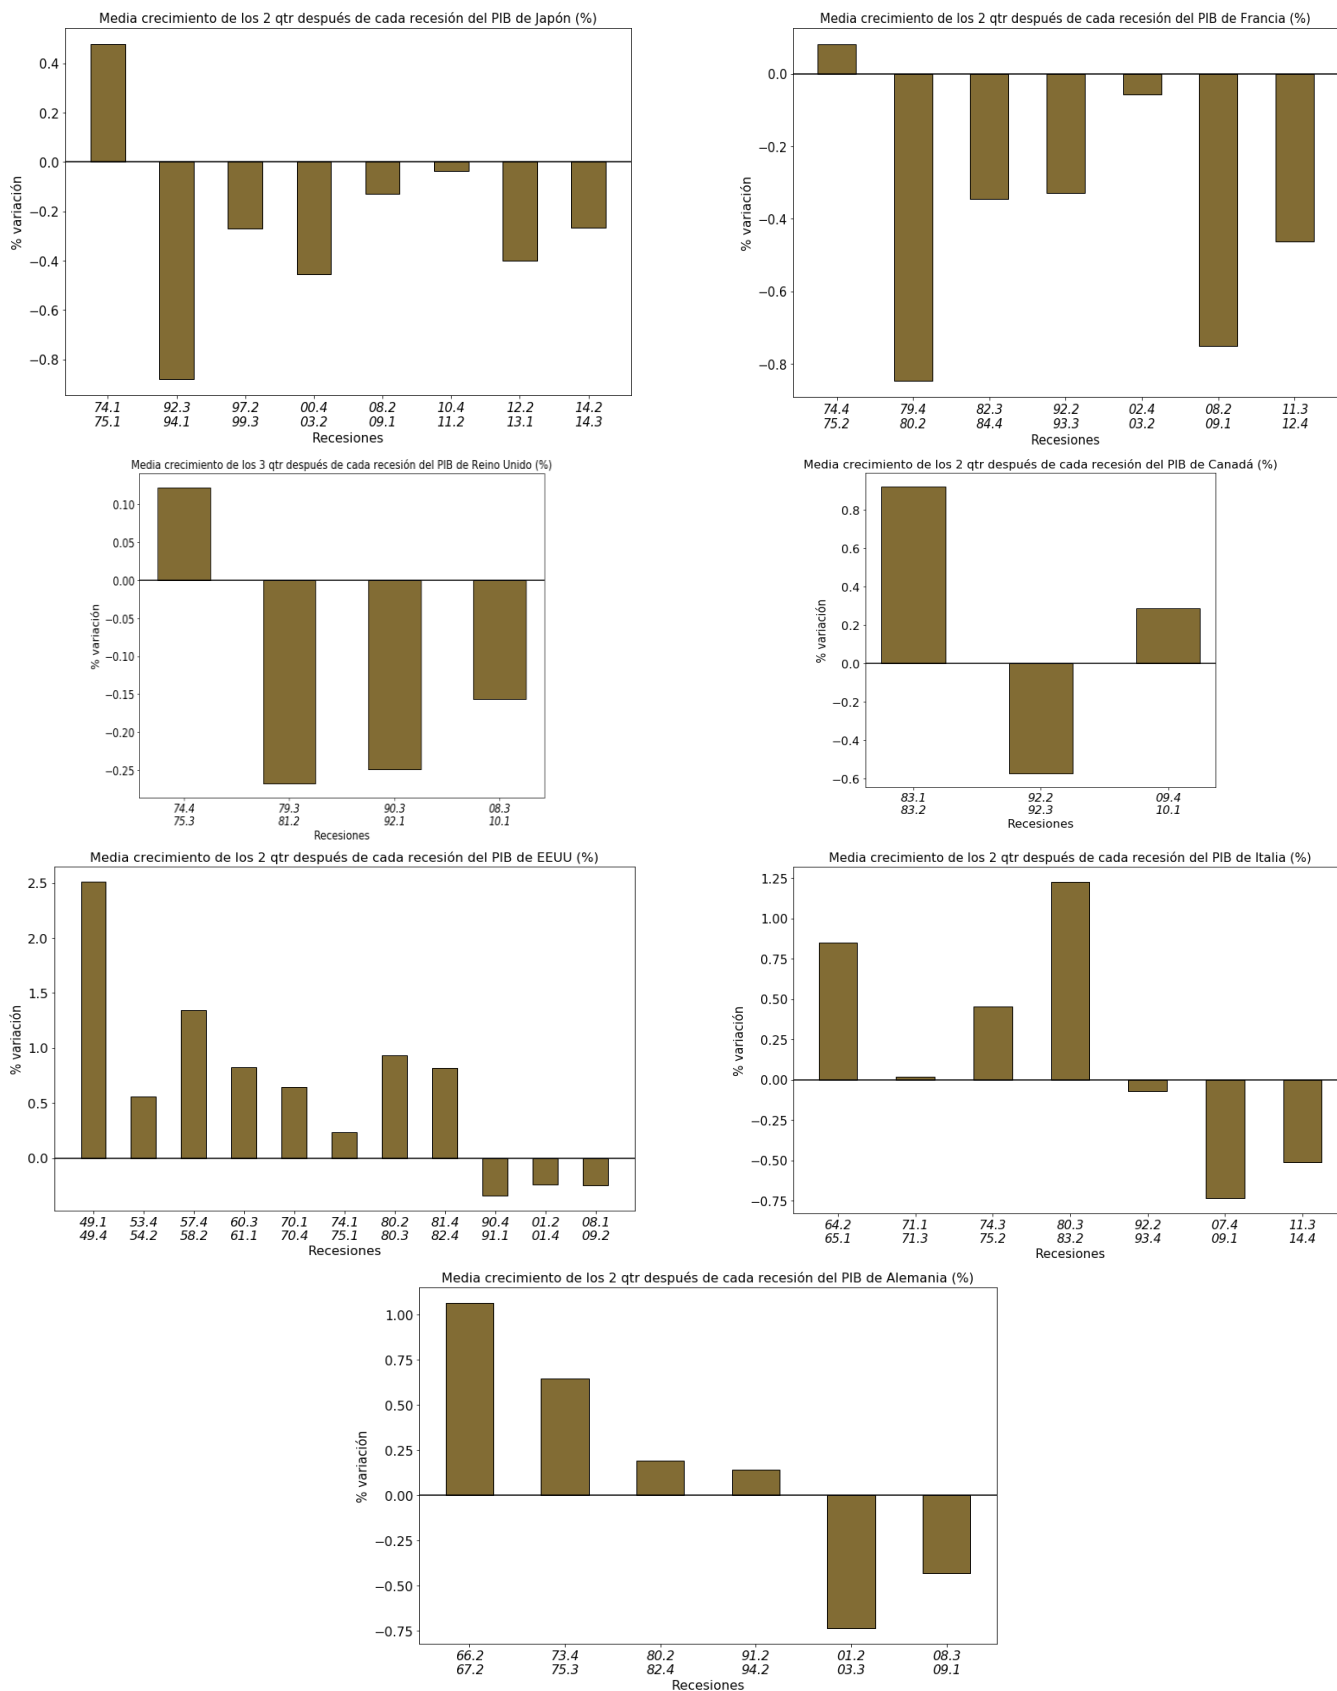 Media crecimiento de los 2 qtr después de cada recesión del PIB de Japón (%)
% variación
0.4
0.2
0.0
−0.2
−0.4
−0.6
−0.8
74.1 92.3 97.2 00.4 08.2 10.4 12.2 14.2
75.1 94.1 99.3 03.2 09.1 11.2 13.1 14.3
Recesiones
Media crecimiento de los 2 qtr después de cada recesión del PIB de Francia (%)
% variación
0.0
−0.2
−0.4
−0.6
−0.8
74.4 79.4 82.3 92.2 02.4 08.2 11.3
75.2 80.2 84.4 93.3 03.2 09.1 12.4
Recesiones
Media crecimiento de los 3 qtr después de cada recesión del PIB de Reino Unido (%)
% variación
0.10
0.05
0.00
−0.05
−0.10
−0.15
−0.20
−0.25
74.4 79.3 90.3 08.3
75.3 81.2 92.1 10.1
Recesiones
Media crecimiento de los 2 qtr después de cada recesión del PIB de Canadá (%)
% variación
0.8
0.6
0.4
0.2
0.0
−0.2
−0.4
−0.6
83.1 92.2 09.4
83.2 92.3 10.1
Recesiones
Media crecimiento de los 2 qtr después de cada recesión del PIB de EEUU (%)
% variación
2.5
2.0
1.5
1.0
0.5
0.0
49.1 53.4 57.4 60.3 70.1 74.1 80.2 81.4 90.4 01.2 08.1
49.4 54.2 58.2 61.1 70.4 75.1 80.3 82.4 91.1 01.4 09.2
Recesiones
Media crecimiento de los 2 qtr después de cada recesión del PIB de Italia (%)
% variación
1.25
1.00
0.75
0.50
0.25
0.00
−0.25
−0.50
−0.75
64.2 71.1 74.3 80.3 92.2 07.4 11.3
65.1 71.3 75.2 83.2 93.4 09.1 14.4
Recesiones
Media crecimiento de los 2 qtr después de cada recesión del PIB de Alemania (%)
% variación
1.00
0.75
0.50
0.25
0.00
−0.25
−0.50
−0.75
66.2 73.4 80.2 91.2 01.2 08.3
67.2 75.3 82.4 94.2 03.3 09.1
Recesiones